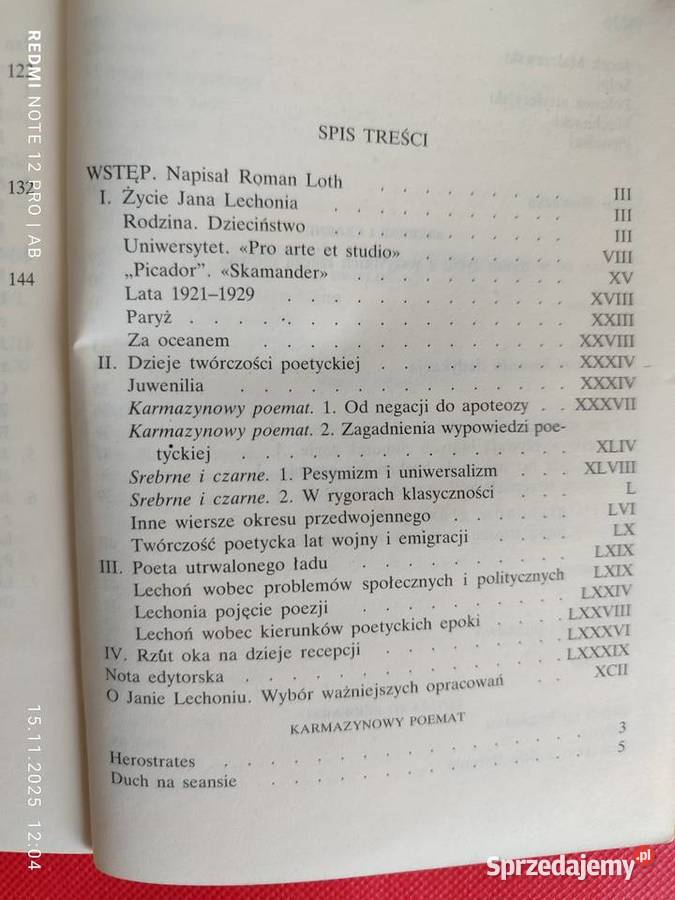 122
132
144
SPIS TREŚCI
WSTĘP. Napisał Roman Loth . . . . . . . . . III
I. Życie Jana Lechonia . . . . . . . . . . III
Rodzina. Dzieciństwo . . . . . . . . . . III
Uniwersytet. «Pro arte et studio» . . . . . . VIII
„Picador”. «Skamander» . . . . . . . . . XV
Lata 1921–1929 . . . . . . . . . . . XVIII
Paryż . . . . . . . . . . . . . . XXIII
Za oceanem . . . . . . . . . . . . XXVIII
II. Dzieje twórczości poetyckiej . . . . . . . XXXIV
Juwenilia . . . . . . . . . . . . XXXIV
Karmazynowy poemat. 1. Od negacji do apoteozy . . XXXVII
Karmazynowy poemat. 2. Zagadnienia wypowiedzi poe-
tyckiej . . . . . . . . . . . . . XLIV
Srebrne i czarne. 1. Pesymizm i uniwersalizm . . . XLVIII
Srebrne i czarne. 2. W rygorach klasyczności . . . L
Inne wiersze okresu przedwojennego . . . . . LVI
Twórczość poetycka lat wojny i emigracji . . . . LX
III. Poeta utrwalonego ładu . . . . . . . . LXIX
Lechoń wobec problemów społecznych i politycznych LXIX
Lechonia pojęcie poezji . . . . . . . . LXXIV
Lechoń wobec kierunków poetyckich epoki . . . . LXXVIII
IV. Rzut oka na dzieje recepcji . . . . . . . LXXXVI
Nota edytorska . . . . . . . . . . . . LXXXIX
O Janie Lechoniu. Wybór ważniejszych opracowań . . XCII
KARMAZYNOWY POEMAT
Herostrates . . . . . . . . . . . . . 3
Duch na seansie . . . . . . . . . . . . 5
REDMI NOTE 12 PRO | AB
15.11.2025 12:04
Sprzedajemy.pl